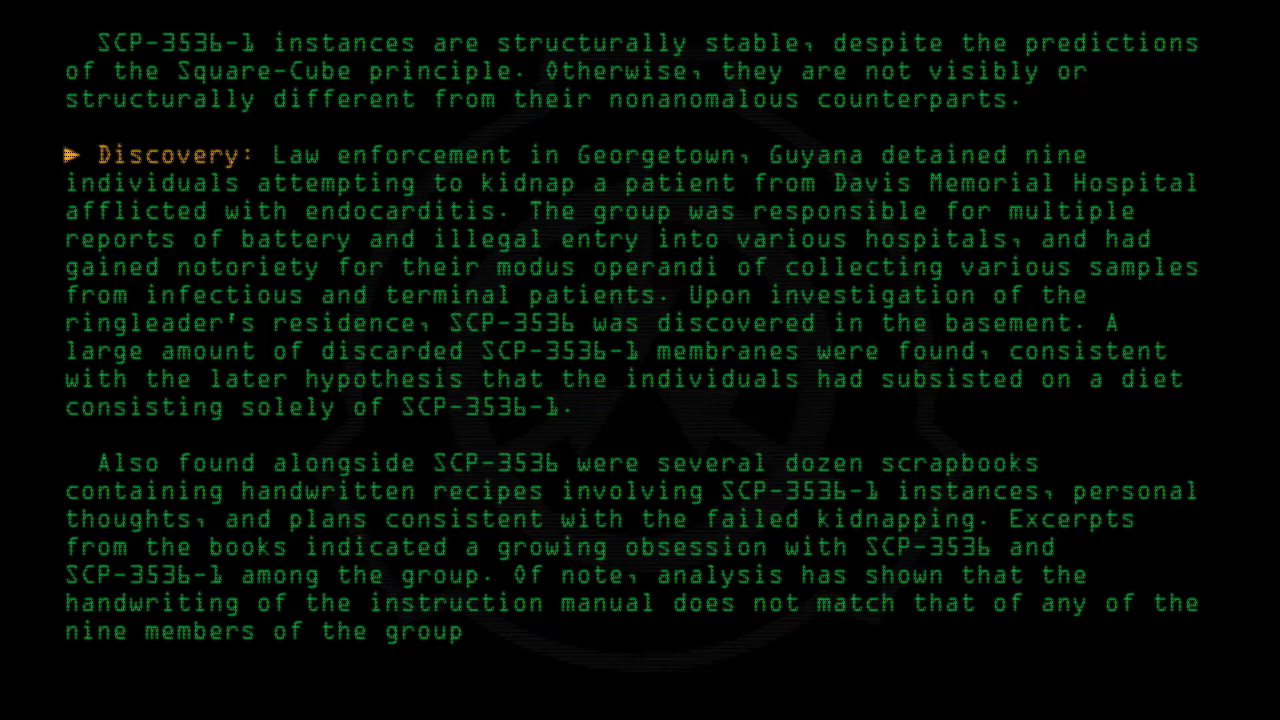 SCP-3536-1 instances are structurally stable, despite the predictions
of the Square-Cube principle. Otherwise, they are not visibly or
structurally different from their nonanomalous counterparts.
► Discovery: Law enforcement in Georgetown, Guyana detained nine
individuals attempting to kidnap a patient from Davis Memorial Hospital
afflicted with endocarditis. The group was responsible for multiple
reports of battery and illegal entry into various hospitals, and had
gained notoriety for their modus operandi of collecting various samples
from infectious and terminal patients. Upon investigation of the
ringleader's residence, SCP-3536 was discovered in the basement. A
large amount of discarded SCP-3536-1 membranes were found, consistent
with the later hypothesis that the individuals had subsisted on a diet
consisting solely of SCP-3536-1.
Also found alongside SCP-3536 were several dozen scrapbooks
containing handwritten recipes involving SCP-3536-1 instances, personal
thoughts, and plans consistent with the failed kidnapping. Excerpts
from the books indicated a growing obsession with SCP-3536 and
SCP-3536-1 among the group. Of note, analysis has shown that the
handwriting of the instruction manual does not match that of any of the
nine members of the group